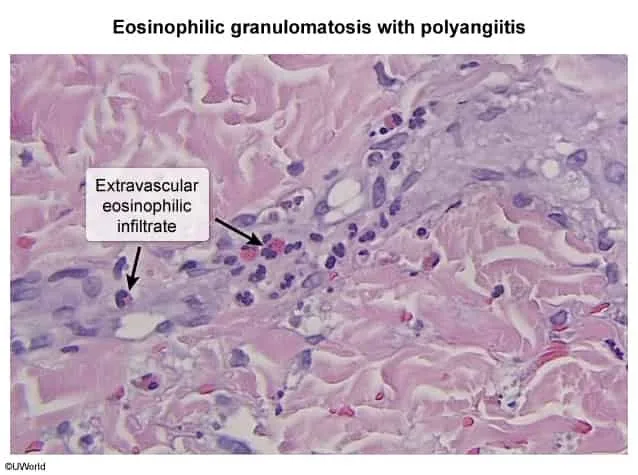 Eosinophilic granulomatosis with polyangiitis
Extravascular
eosinophilic
infiltrate
©UWorld